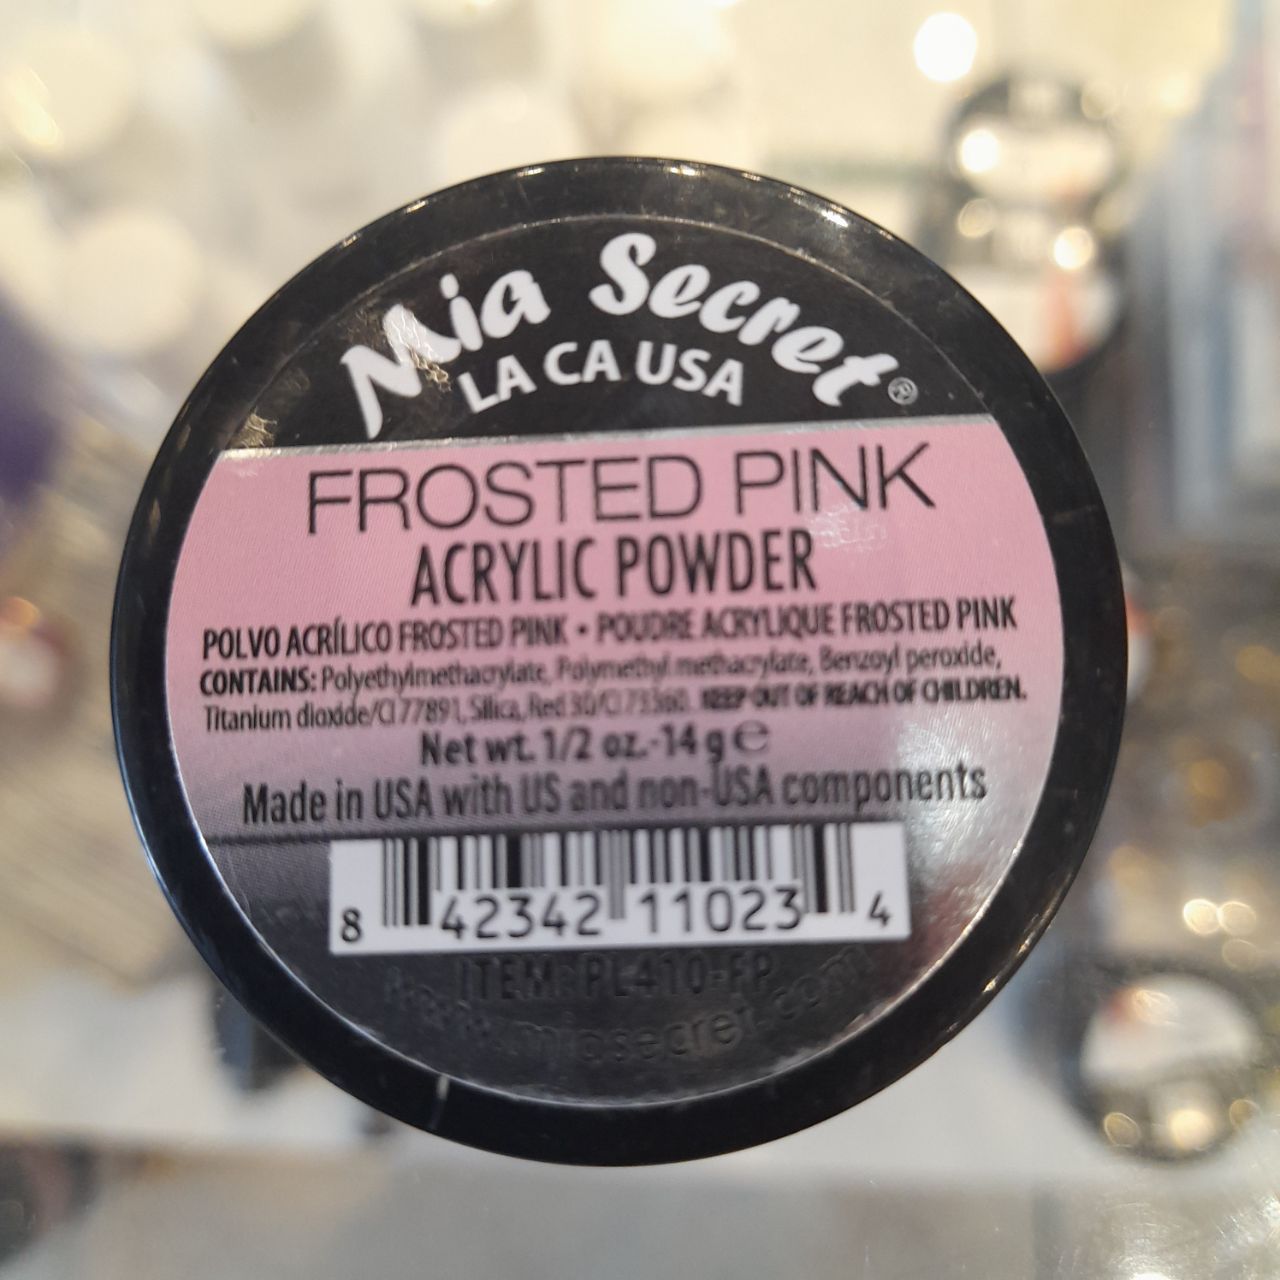 Mia Secret®
LA CA USA
FROSTED PINK
ACRYLIC POWDER
POLVO ACRÍLICO FROSTED PINK • POUDRE ACRYLIQUE FROSTED PINK
CONTAINS: Polyethylmethacrylate, Polymethyl methacrylate, Benzoyl peroxide,
Titanium dioxide/CI 77891, Silica, Red 30/CI 73360. KEEP OUT OF REACH OF CHILDREN.
Net wt. 1/2 oz.-14 g ℮
Made in USA with US and non-USA components
8 42342 11023 4
ITEM: PL410-FP
www.miasecret.com